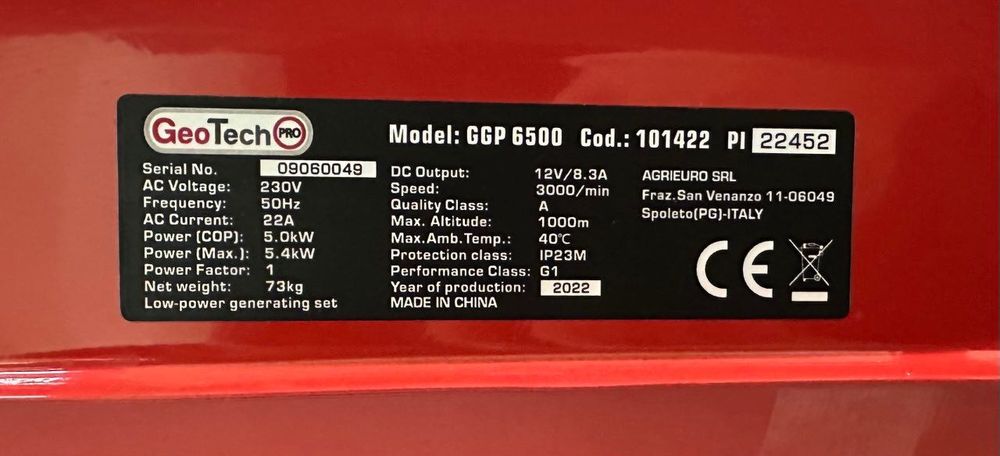 GeoTech PRO
Model: GGP 6500 Cod.: 101422 PI 22452
Serial No. 09060049
AC Voltage: 230V
Frequency: 50Hz
AC Current: 22A
Power (COP): 5.0kW
Power (Max.): 5.4kW
Power Factor: 1
Net weight: 73kg
Low-power generating set
DC Output: 12V/8.3A
Speed: 3000/min
Quality Class: A
Max. Altitude: 1000m
Max.Amb.Temp.: 40℃
Protection class: IP23M
Performance Class: G1
Year of production: 2022
MADE IN CHINA
AGRIEURO SRL
Fraz.San Venanzo 11-06049
Spoleto(PG)-ITALY
CE